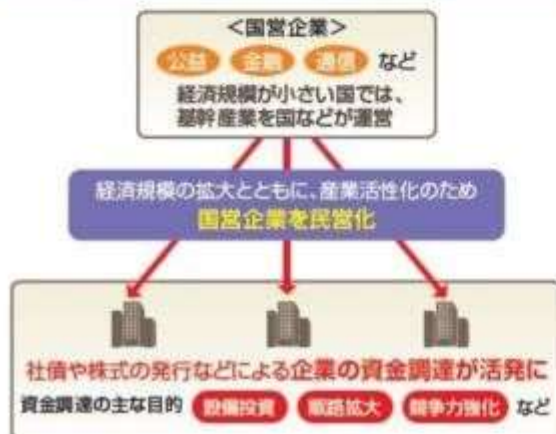 <国営企業>
公益 金融 通信 など
経済規模が小さい国では、
基幹産業を国などが運営
経済規模の拡大とともに、産業活性化のため
国営企業を民営化
社債や株式の発行などによる企業の資金調達が活発に
資金調達の主な目的 設備投資 販路拡大 競争力強化 など